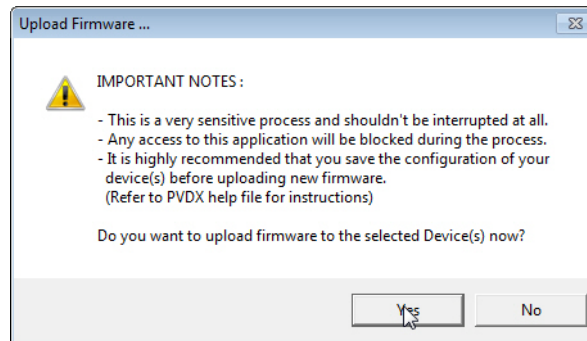 Upload Firmware ...
IMPORTANT NOTES :
- This is a very sensitive process and shouldn't be interrupted at all.
- Any access to this application will be blocked during the process.
- It is highly recommended that you save the configuration of your
device(s) before uploading new firmware.
(Refer to PVDX help file for instructions)
Do you want to upload firmware to the selected Device(s) now?
Yes No